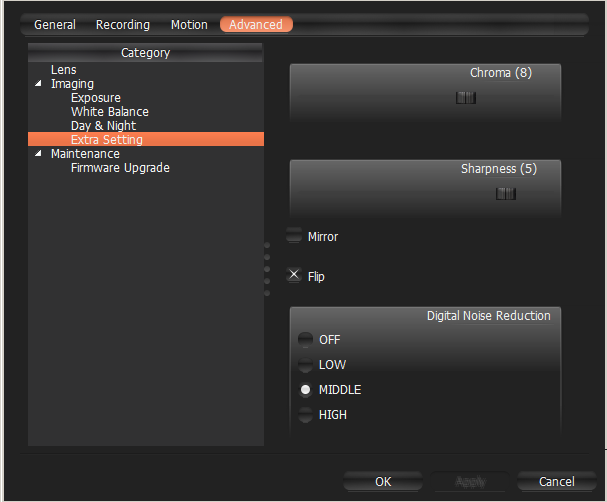 General Recording Motion Advanced
Category
Lens
Imaging
Exposure
White Balance
Day & Night
Extra Setting
Maintenance
Firmware Upgrade
Chroma (8)
Sharpness (5)
Mirror
Flip
Digital Noise Reduction
OFF
LOW
MIDDLE
HIGH
OK Apply Cancel